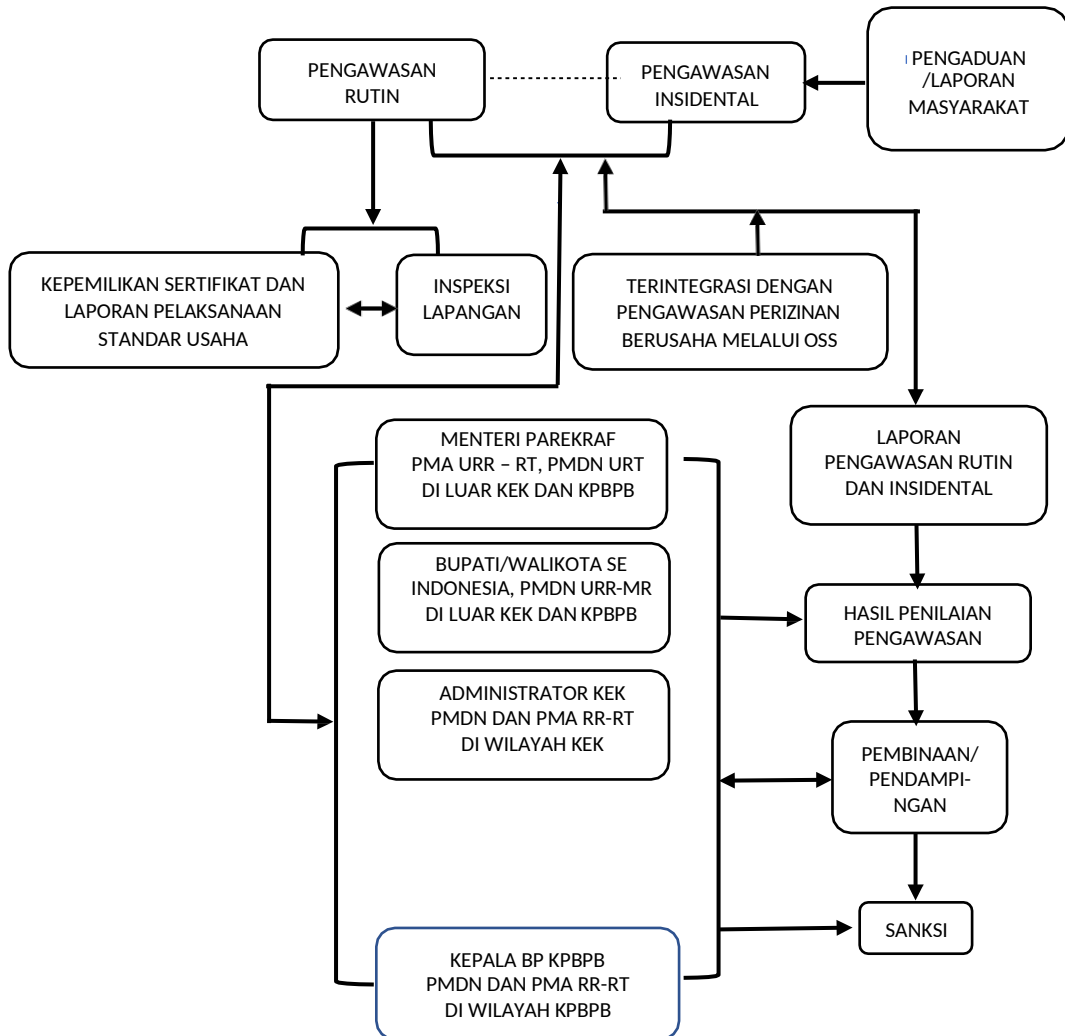 PENGAWASAN
RUTIN
PENGAWASAN
INSIDENTAL
PENGADUAN
/LAPORAN
MASYARAKAT
KEPEMILIKAN SERTIFIKAT DAN
LAPORAN PELAKSANAAN
STANDAR USAHA
INSPEKSI
LAPANGAN
TERINTEGRASI DENGAN
PENGAWASAN PERIZINAN
BERUSAHA MELALUI OSS
MENTERI PAREKRAF
PMA URR – RT, PMDN URT
DI LUAR KEK DAN KPBPB
LAPORAN
PENGAWASAN RUTIN
DAN INSIDENTAL
BUPATI/WALIKOTA SE
INDONESIA, PMDN URR-MR
DI LUAR KEK DAN KPBPB
HASIL PENILAIAN
PENGAWASAN
ADMINISTRATOR KEK
PMDN DAN PMA RR-RT
DI WILAYAH KEK
PEMBINAAN/
PENDAMPI-
NGAN
SANKSI
KEPALA BP KPBPB
PMDN DAN PMA RR-RT
DI WILAYAH KPBPB